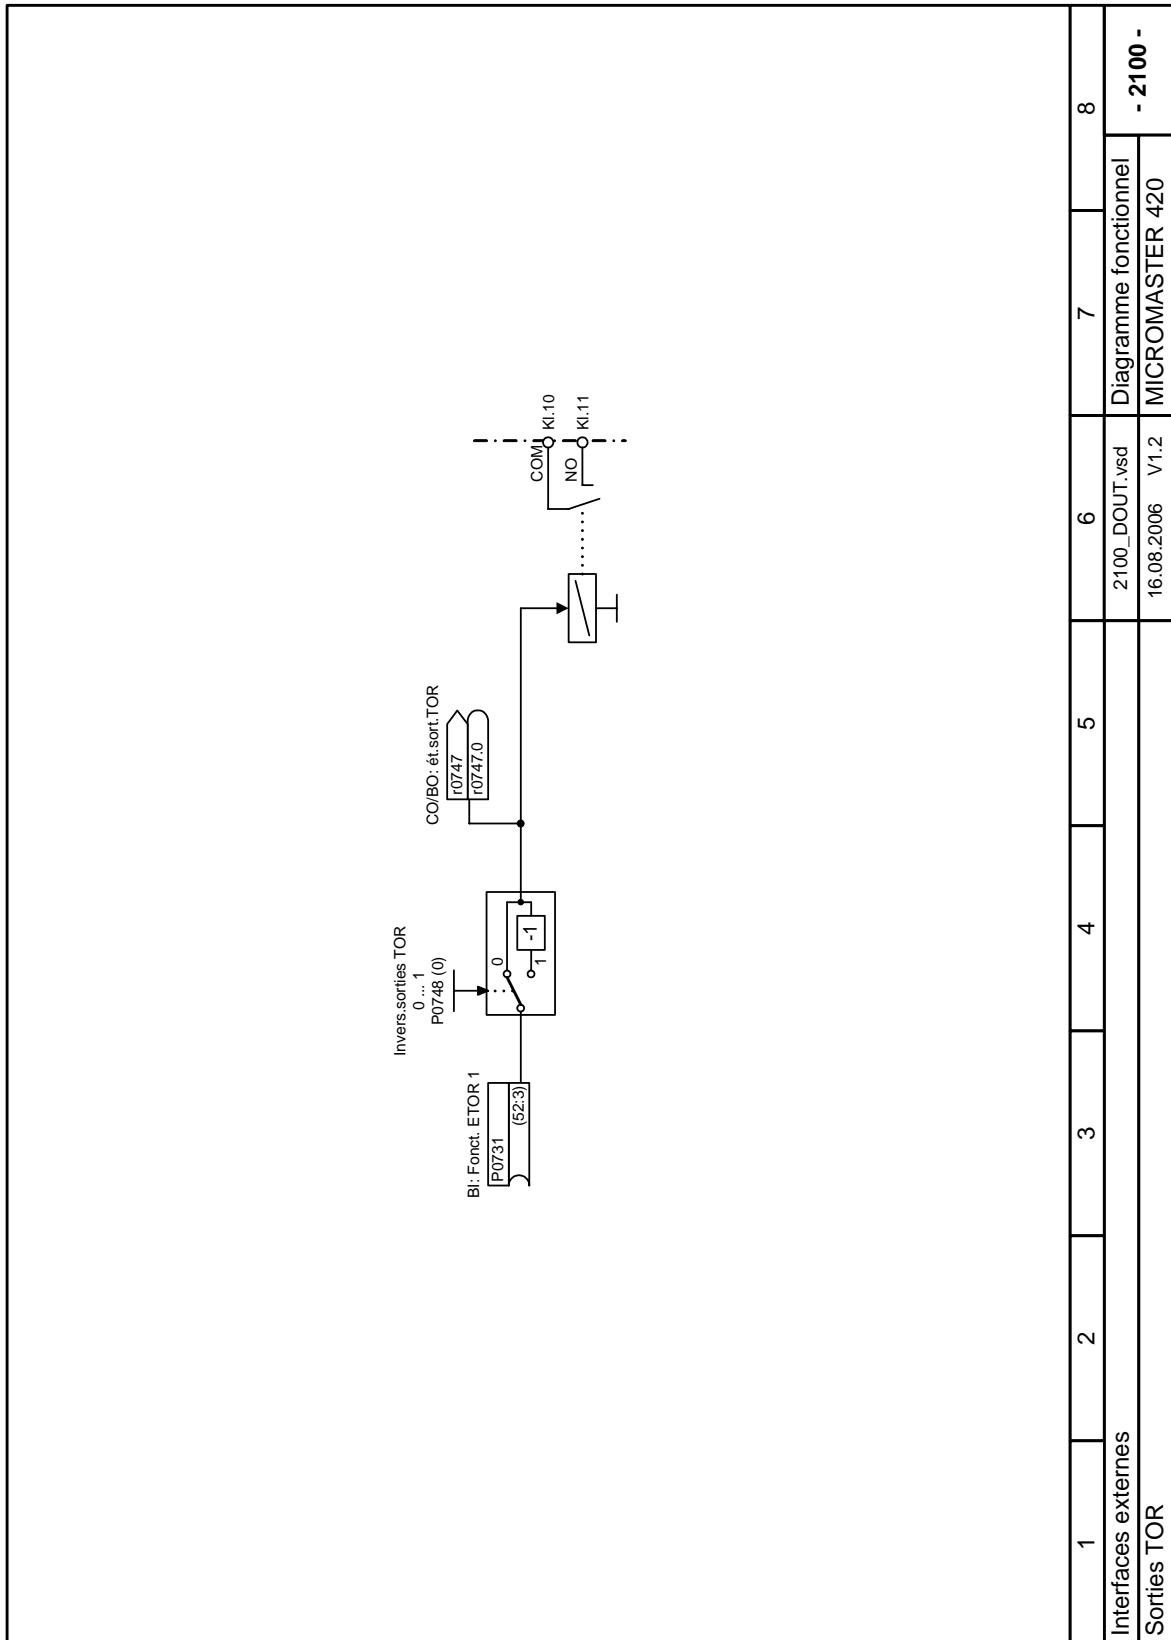 Invers.sorties TOR
0 ... 1
P0748 (0)
CO/BO: ét.sort.TOR
r0747
r0747.0
BI: Fonct. ETOR 1
P0731
(52:3)
0
1
-1
COM
Kl.10
NO
Kl.11
1 2 3 4 5 6 7 8
Interfaces externes 2100_DOUT.vsd Diagramme fonctionnel
- 2100 -
Sorties TOR 16.08.2006 V1.2 MICROMASTER 420